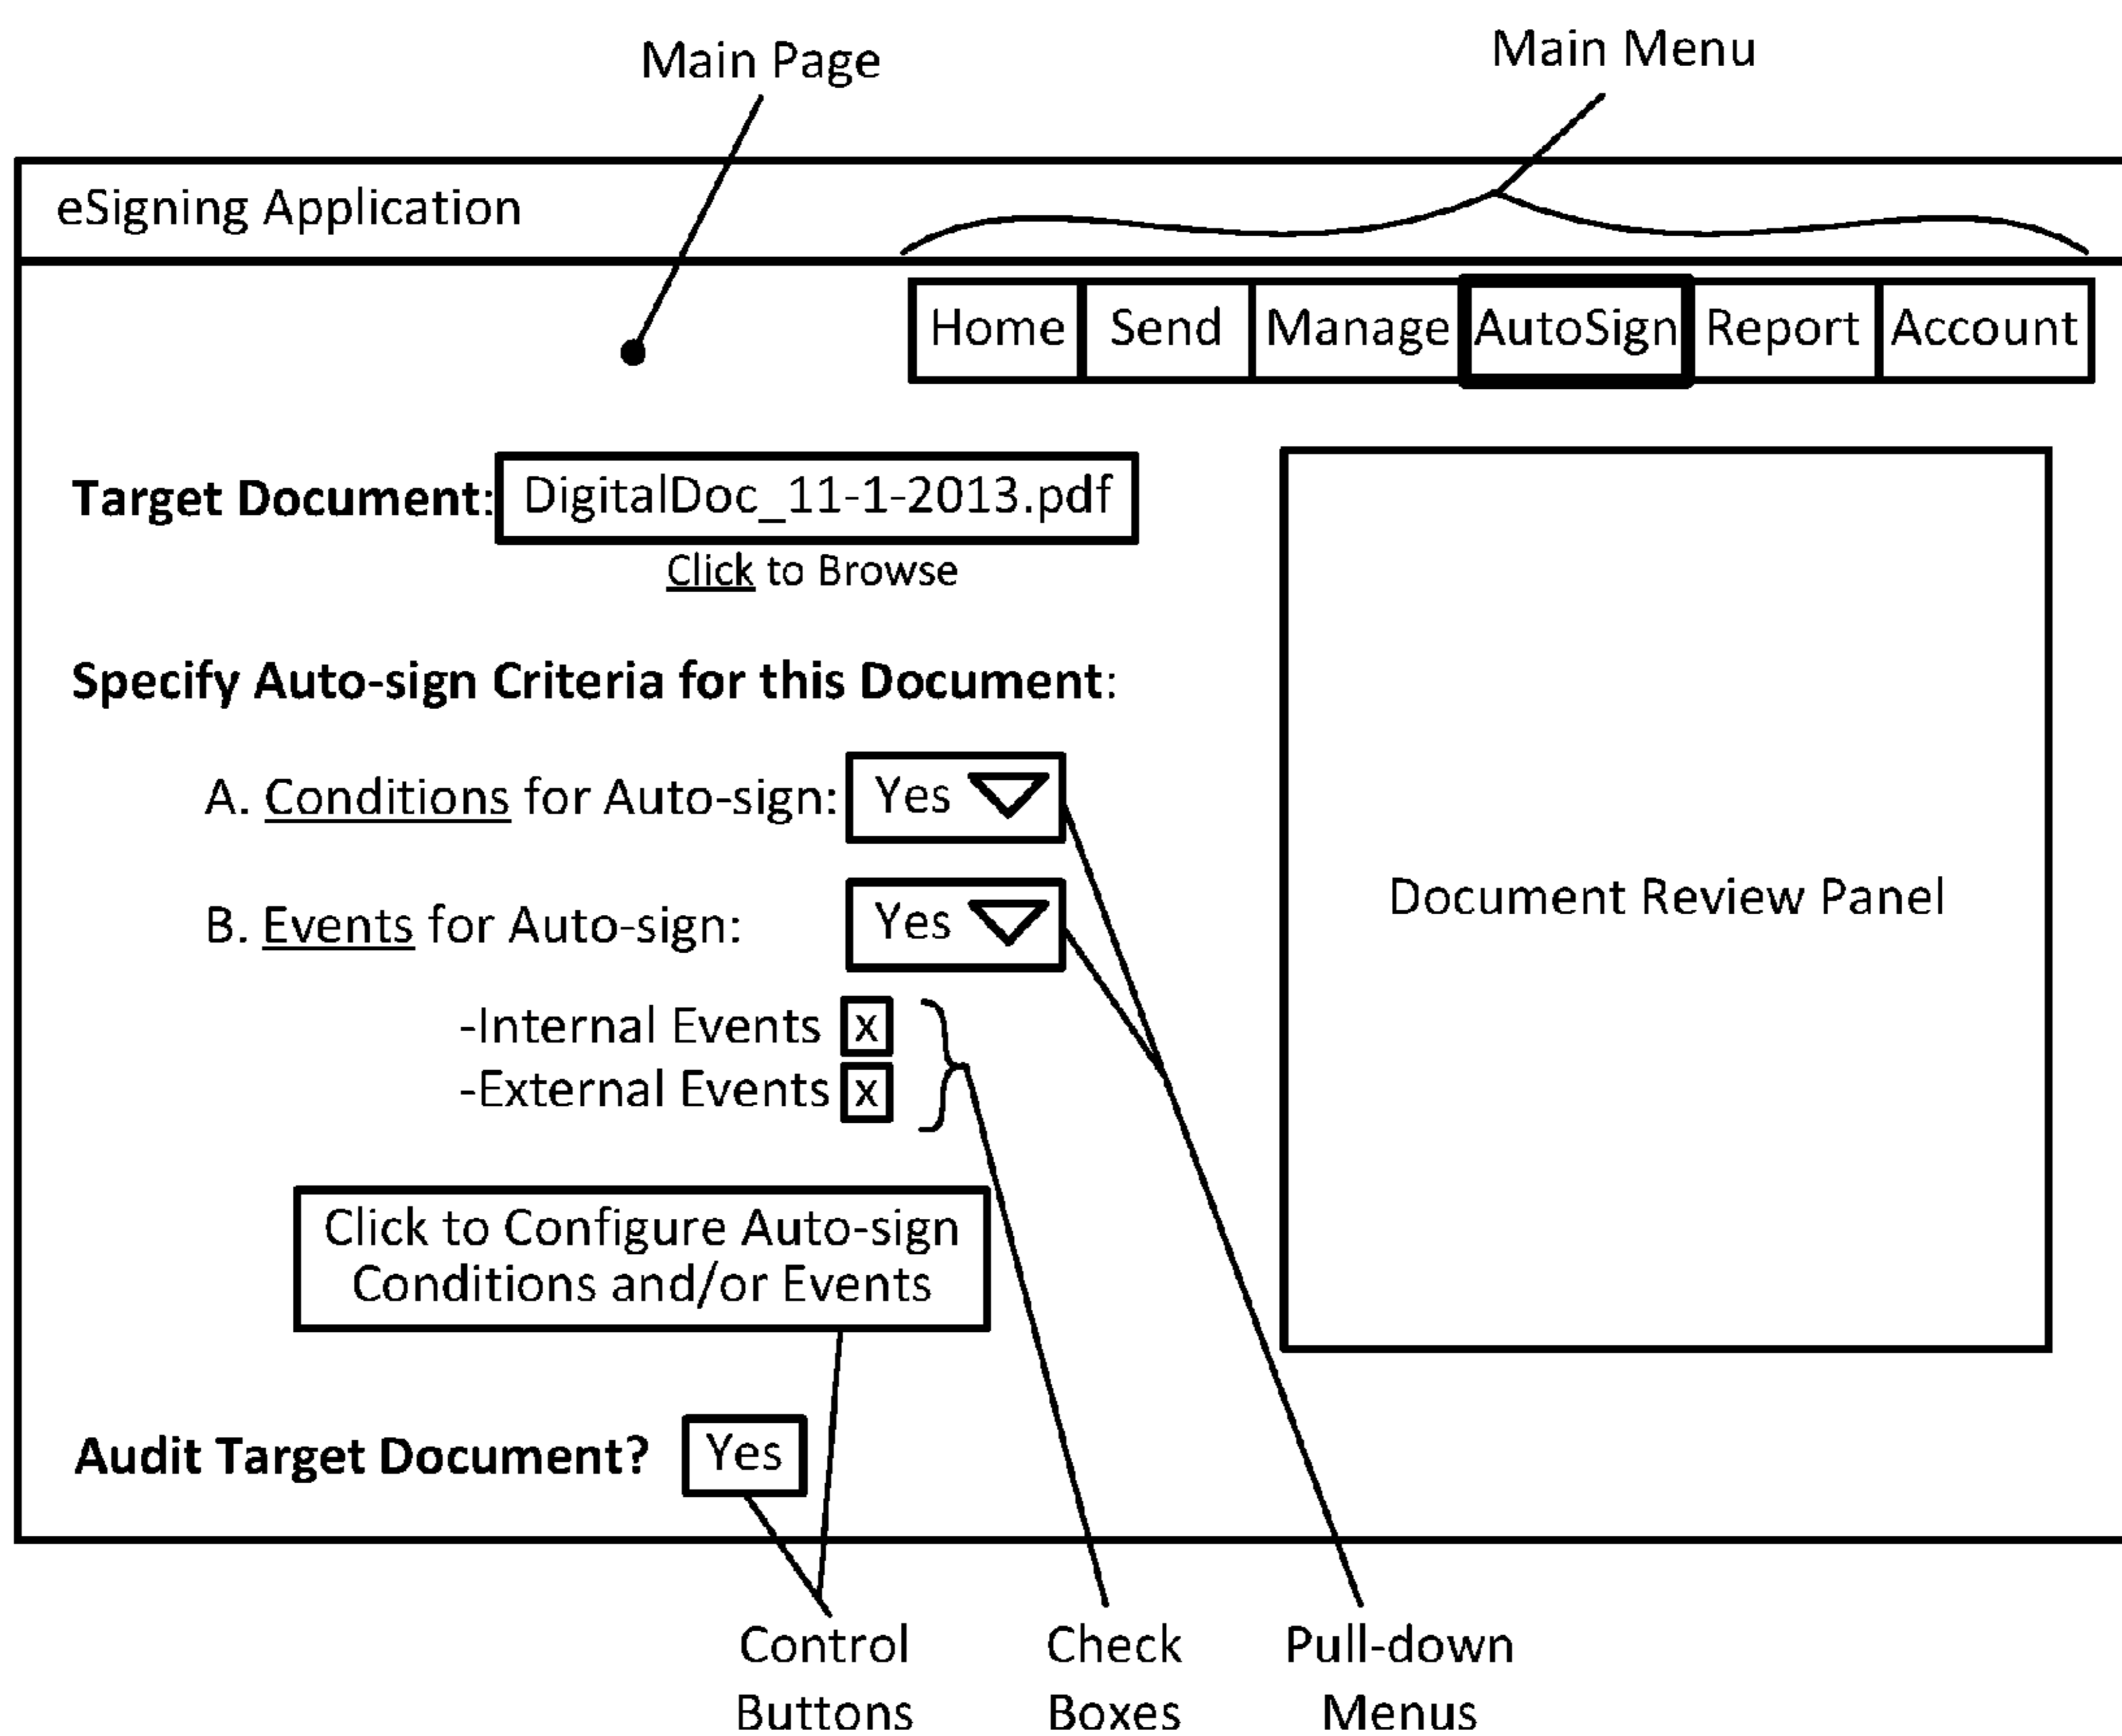 Main Page
Main Menu
eSigning Application
Home Send Manage AutoSign Report Account
Target Document: DigitalDoc_11-1-2013.pdf
Click to Browse
Specify Auto-sign Criteria for this Document:
A. Conditions for Auto-sign: Yes
B. Events for Auto-sign: Yes
-Internal Events x
-External Events x
Document Review Panel
Click to Configure Auto-sign
Conditions and/or Events
Audit Target Document? Yes
Control
Buttons
Check
Boxes
Pull-down
Menus